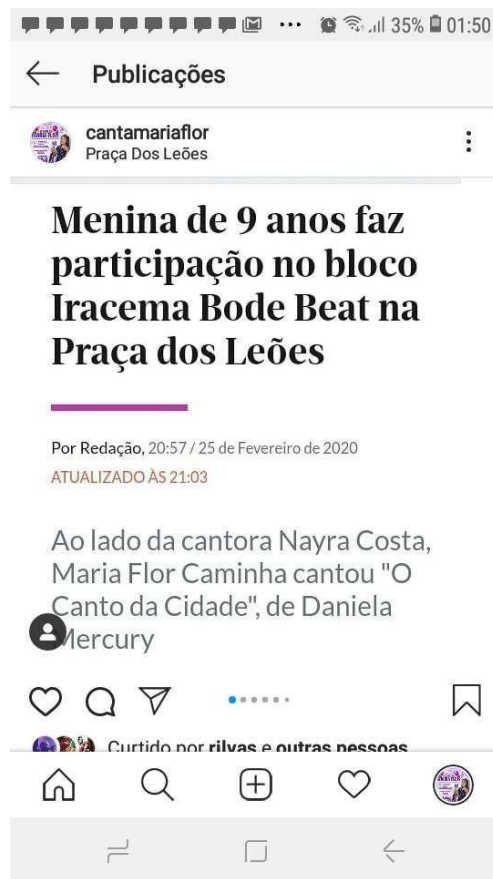 35% 01:50
Publicações
cantamariaflor
Praça Dos Leões
Menina de 9 anos faz
participação no bloco
Iracema Bode Beat na
Praça dos Leões
Por Redação, 20:57 / 25 de Fevereiro de 2020
ATUALIZADO ÀS 21:03
Ao lado da cantora Nayra Costa,
Maria Flor Caminha cantou "O
Canto da Cidade", de Daniela
Mercury
Curtido por rilvas e outras pessoas